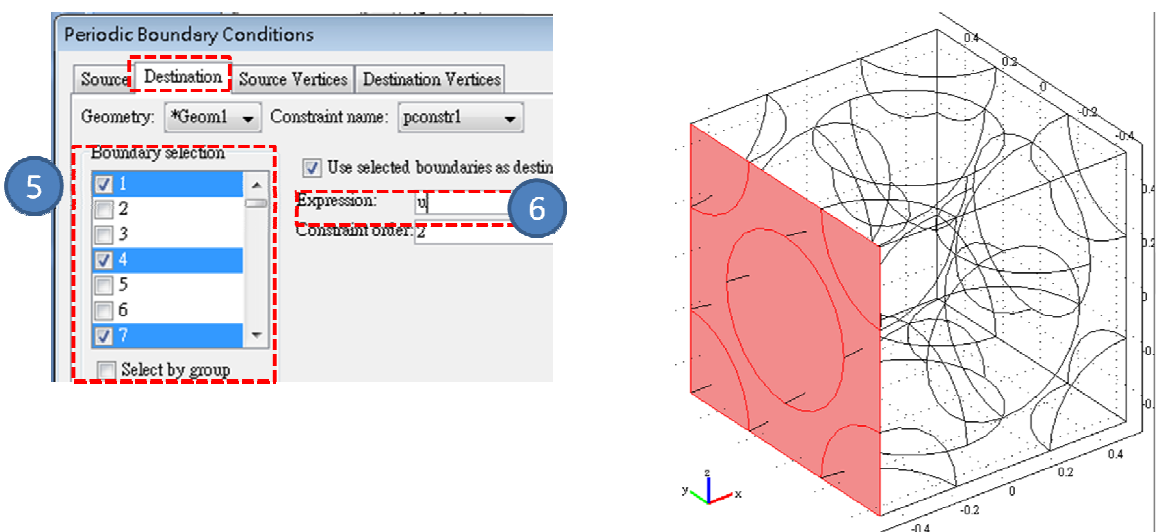 5
Periodic Boundary Conditions
Source Destination Source Vertices Destination Vertices
Geometry: *Geom1 Constraint name: pconstr1
Boundary selection
1
2
3
4
5
6
7
Select by group
Use selected boundaries as destin
Expression: u
6
Constraint order: 2
0.4
0.2
0
-0.2
-0.4
0.4
0.2
0
-0.
-0.
0.4
0.2
0
-0.2
-0.4
z
y
x